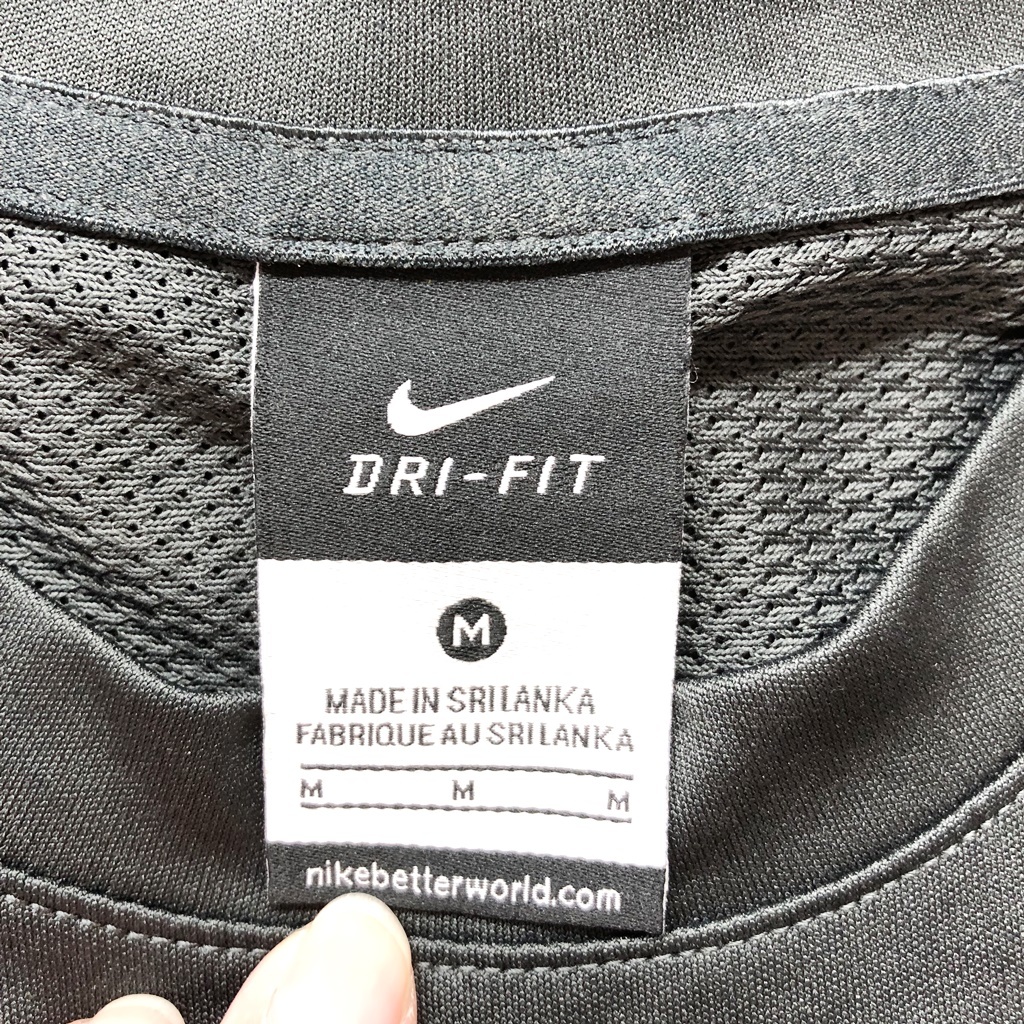 DRI-FIT
M
MADE IN SRI LANKA
FABRIQUE AU SRI LANKA
M M M
nikebetterworld.com